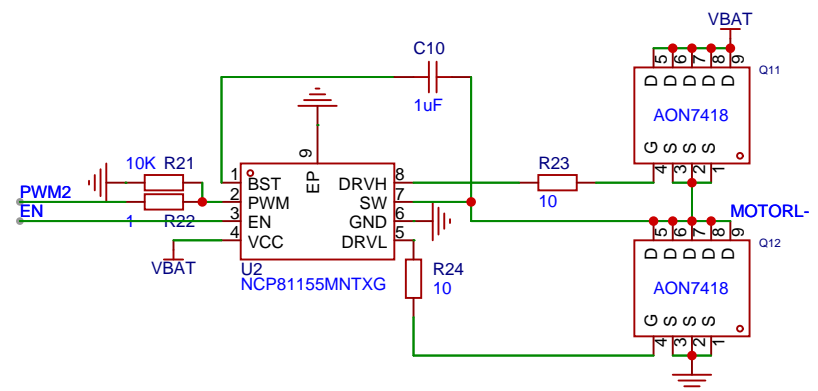 VBAT
C10
1uF
5 6 7 8 9
D D D D D
Q11
AON7418
G S S S
4 3 2 1
10K R21
PWM2
EN
1 R22
9
EP
1 BST
2 PWM
3 EN
4 VCC
DRVH 8
SW 7
GND 6
DRVL 5
VBAT
U2
NCP81155MNTXG
R23
10
R24
10
MOTORL-
5 6 7 8 9
D D D D D
Q12
AON7418
G S S S
4 3 2 1